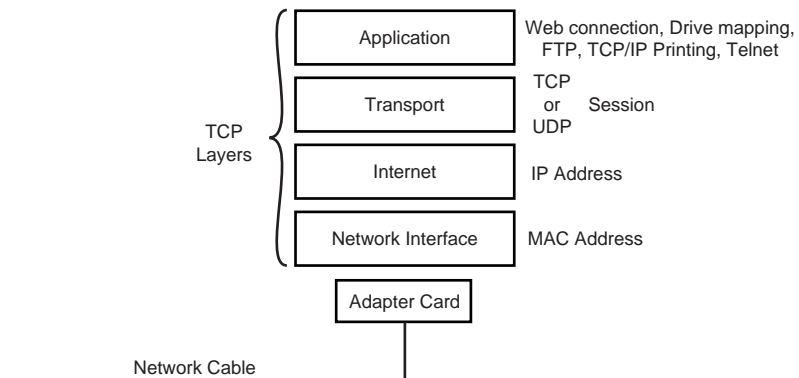 Application
Web connection, Drive mapping,
FTP, TCP/IP Printing, Telnet
Transport
TCP
or
UDP
Session
TCP
Layers
Internet
IP Address
Network Interface
MAC Address
Adapter Card
Network Cable